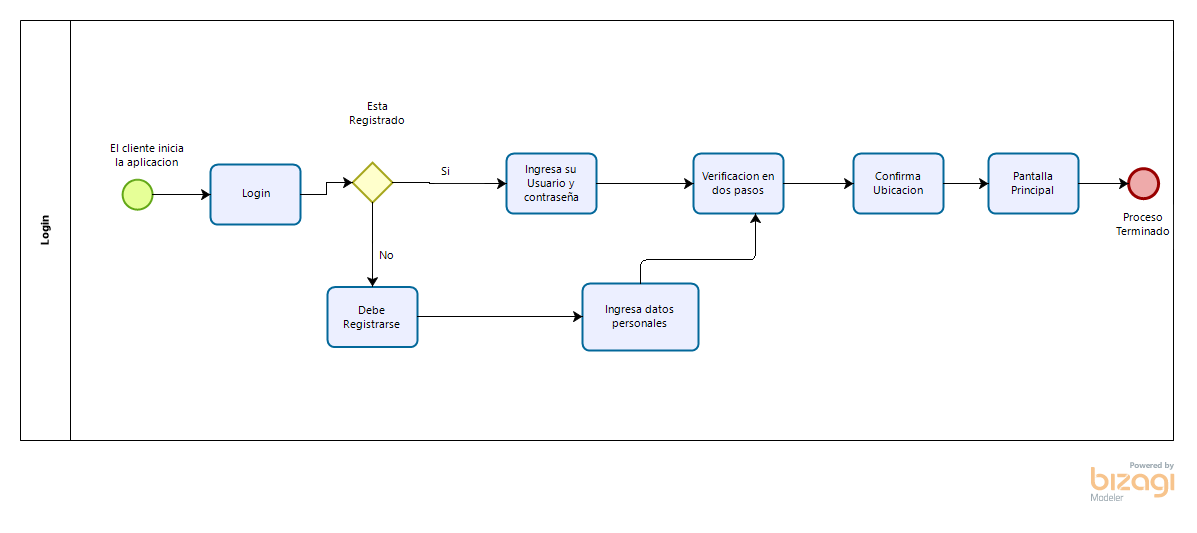 Login
El cliente inicia
la aplicacion
Login
Esta
Registrado
Si
No
Ingresa su
Usuario y
contraseña
Verificacion en
dos pasos
Confirma
Ubicacion
Pantalla
Principal
Proceso
Terminado
Debe
Registrarse
Ingresa datos
personales
Powered by
bizagi
Modeler